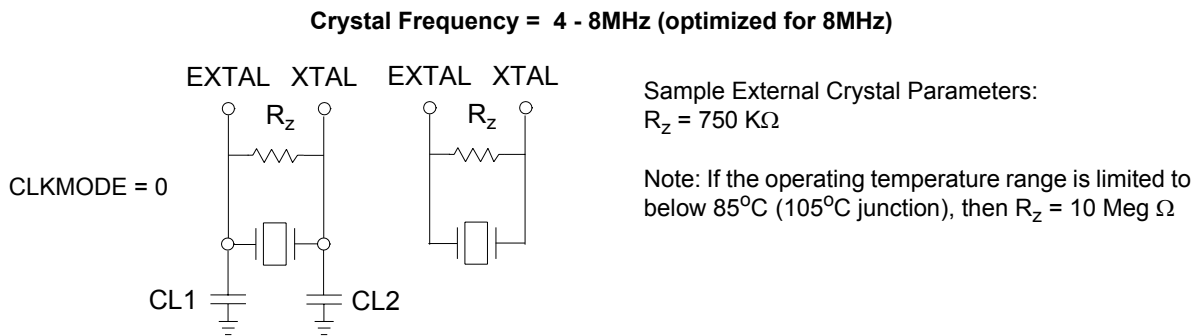 Crystal Frequency = 4 - 8MHz (optimized for 8MHz)
EXTAL XTAL EXTAL XTAL
Rz Rz
Sample External Crystal Parameters:
Rz = 750 KΩ
CLKMODE = 0
Note: If the operating temperature range is limited to
below 85oC (105oC junction), then Rz = 10 Meg Ω
CL1 CL2